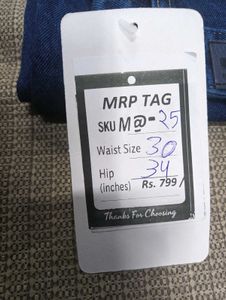 MRP TAG
SKU M@-25
Waist Size 30
Hip 34
(inches) Rs. 799/
Thanks For Choosing